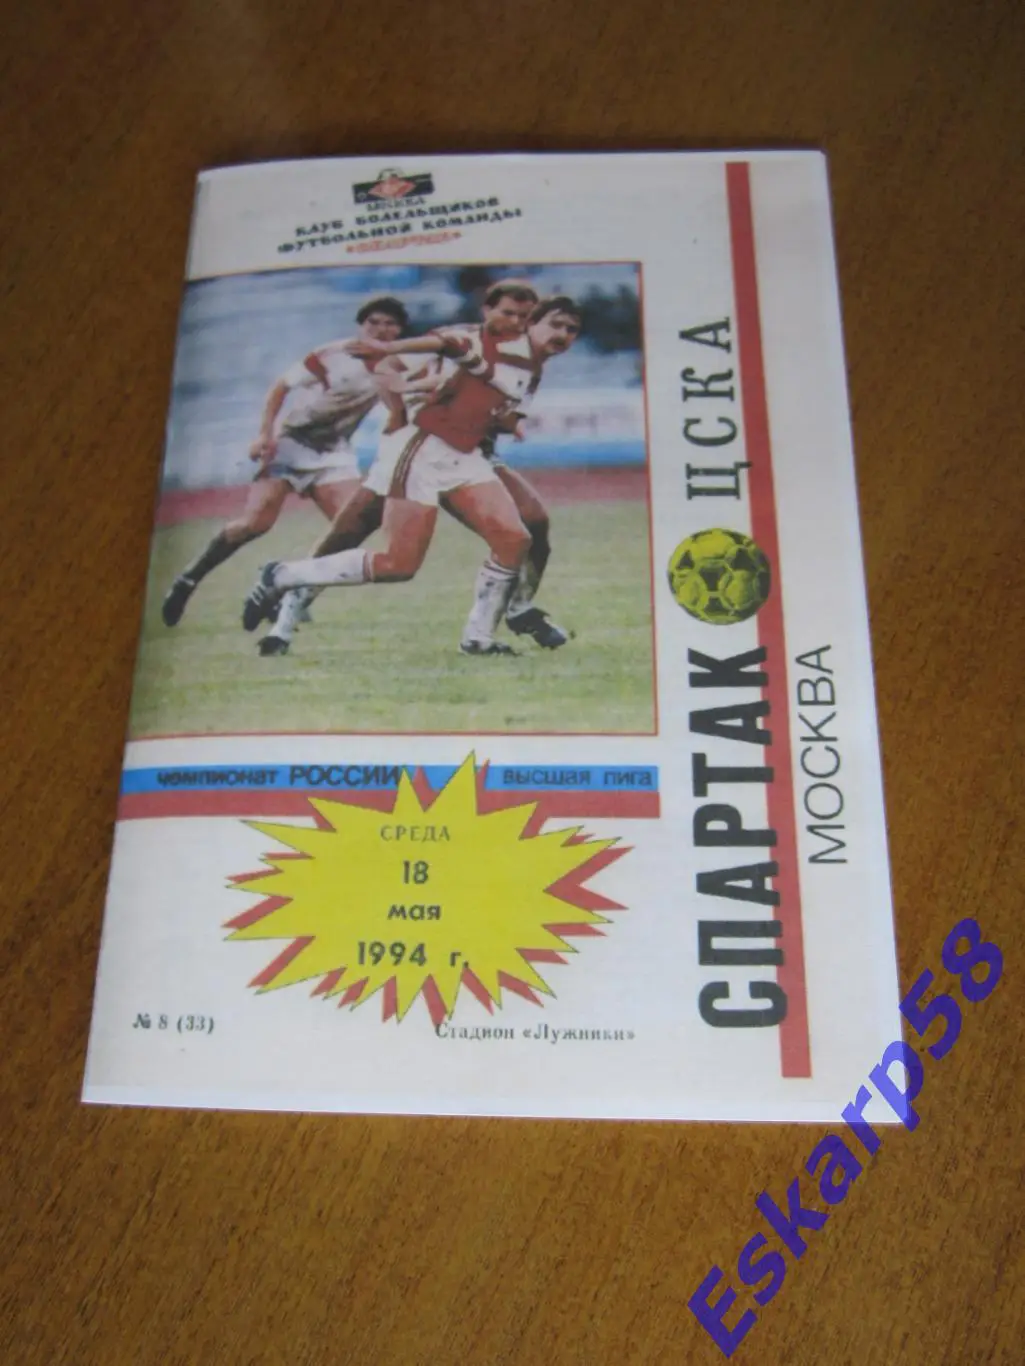 МОСКВА
КЛУБ БОЛЕЛЬЩИКОВ
ФУТБОЛЬНОЙ КОМАНДЫ
«СПАРТАК»
СПАРТАК ЦСКА
МОСКВА
чемпионат РОССИИ высшая лига
СРЕДА
18
мая
1994 г.
№ 8 (33)
Стадион «Лужники»
Eskarp58